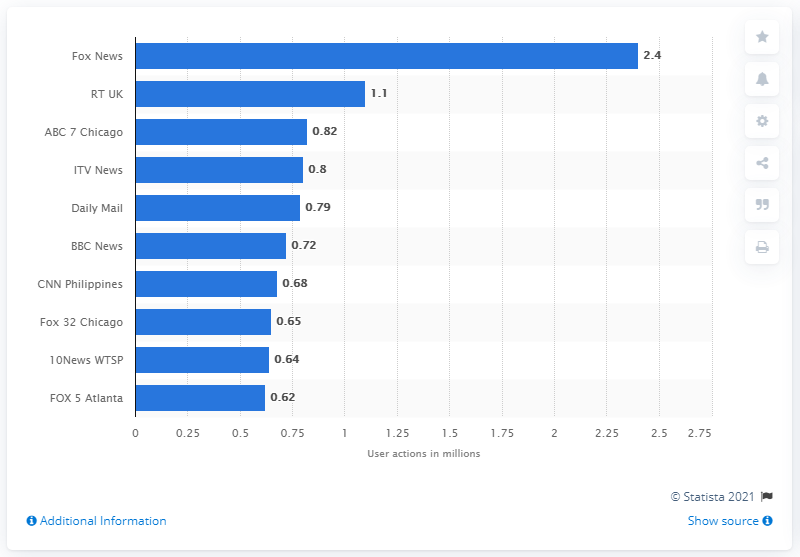 Fox News 2.4
RT UK 1.1
ABC 7 Chicago 0.82
ITV News 0.8
Daily Mail 0.79
BBC News 0.72
CNN Philippines 0.68
Fox 32 Chicago 0.65
10News WTSP 0.64
FOX 5 Atlanta 0.62
0 0.25 0.5 0.75 1 1.25 1.5 1.75 2 2.25 2.5 2.75
User actions in millions
© Statista 2021
Additional Information Show source